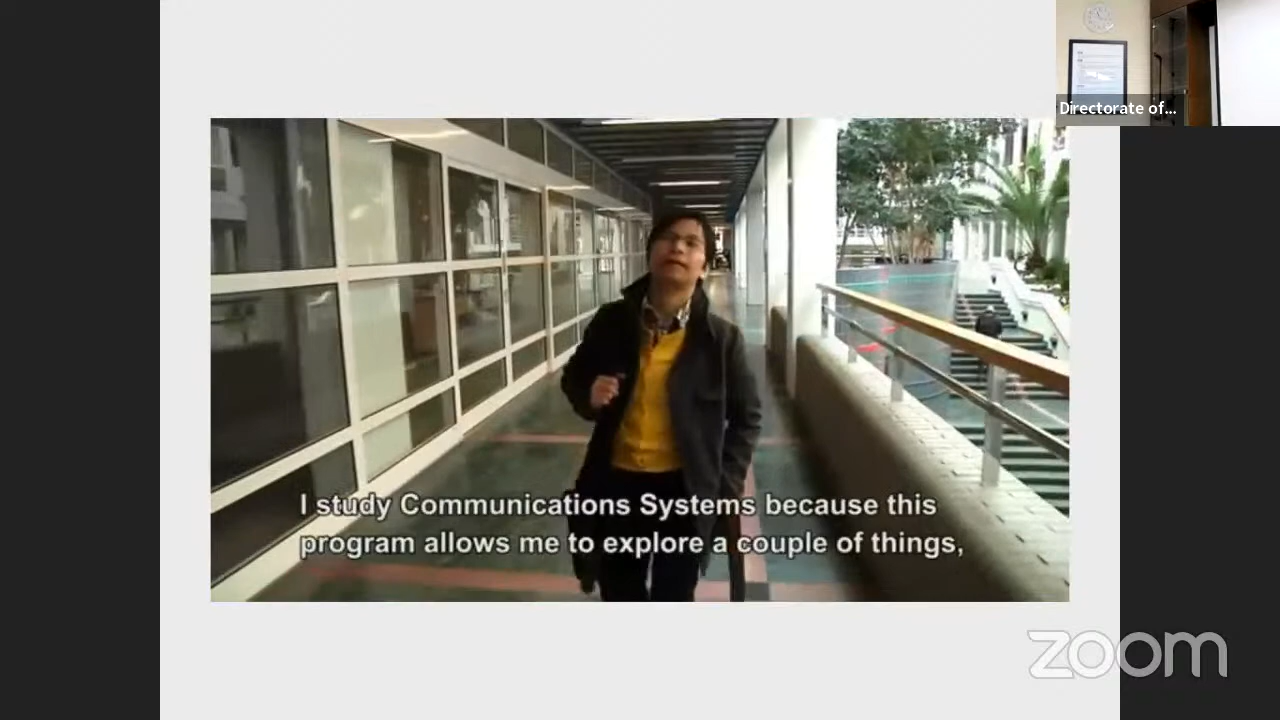 Directorate of...
I study Communications Systems because this
program allows me to explore a couple of things,
zoom